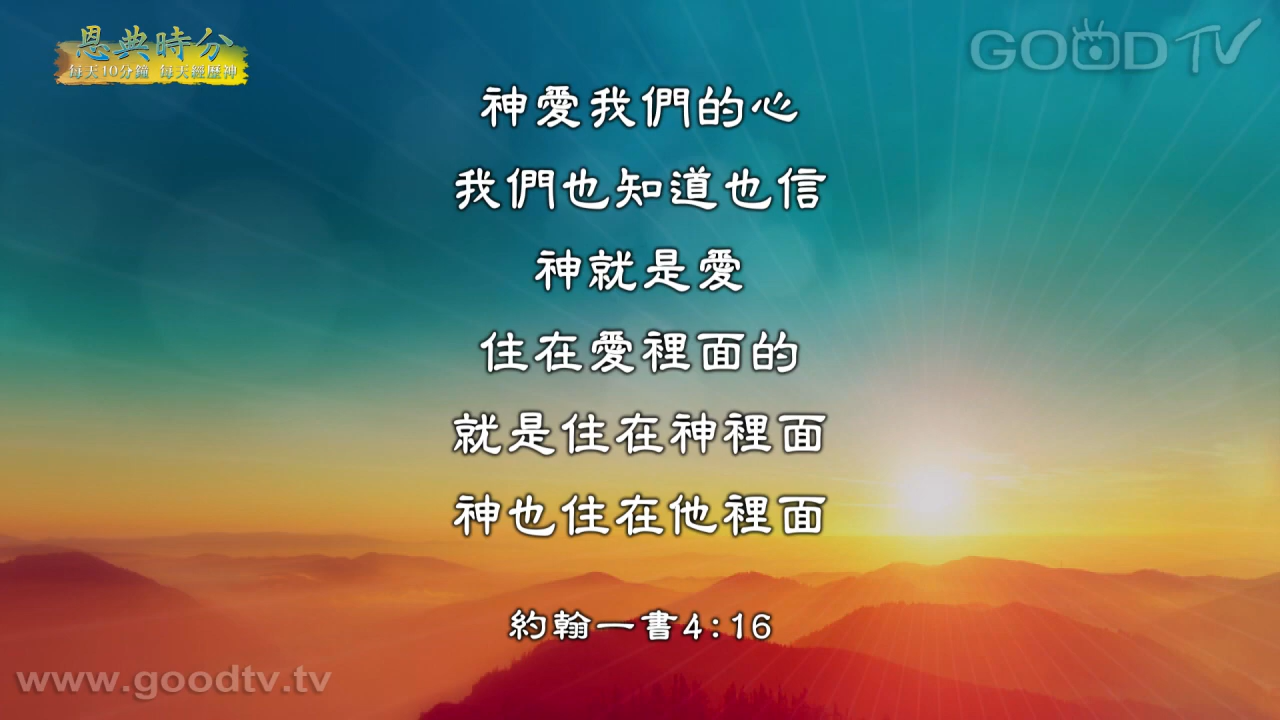 恩典時分
每天10分鐘 每天經歷神
GOOD TV
神愛我們的心
我們也知道也信
神就是愛
住在愛裡面的
就是住在神裡面
神也住在他裡面
約翰一書4:16
www.goodtv.tv